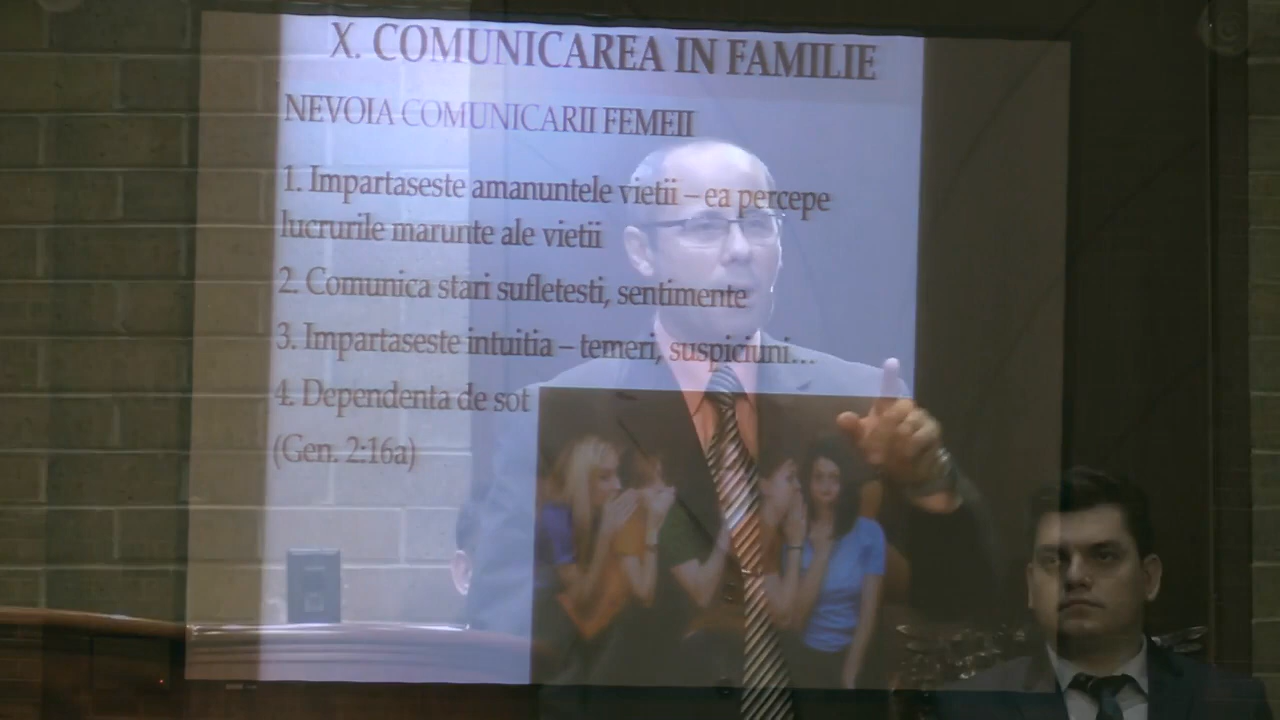 X. COMUNICAREA IN FAMILIE
NEVOIA COMUNICARII FEMEII
1. Impartaseste amanuntele vietii – ea percepe
lucrurile marunte ale vietii
2. Comunica stari sufletesti, sentimente
3. Impartaseste intuitia – temeri, suspiciuni...
4. Dependenta de sot
(Gen. 2:16a)